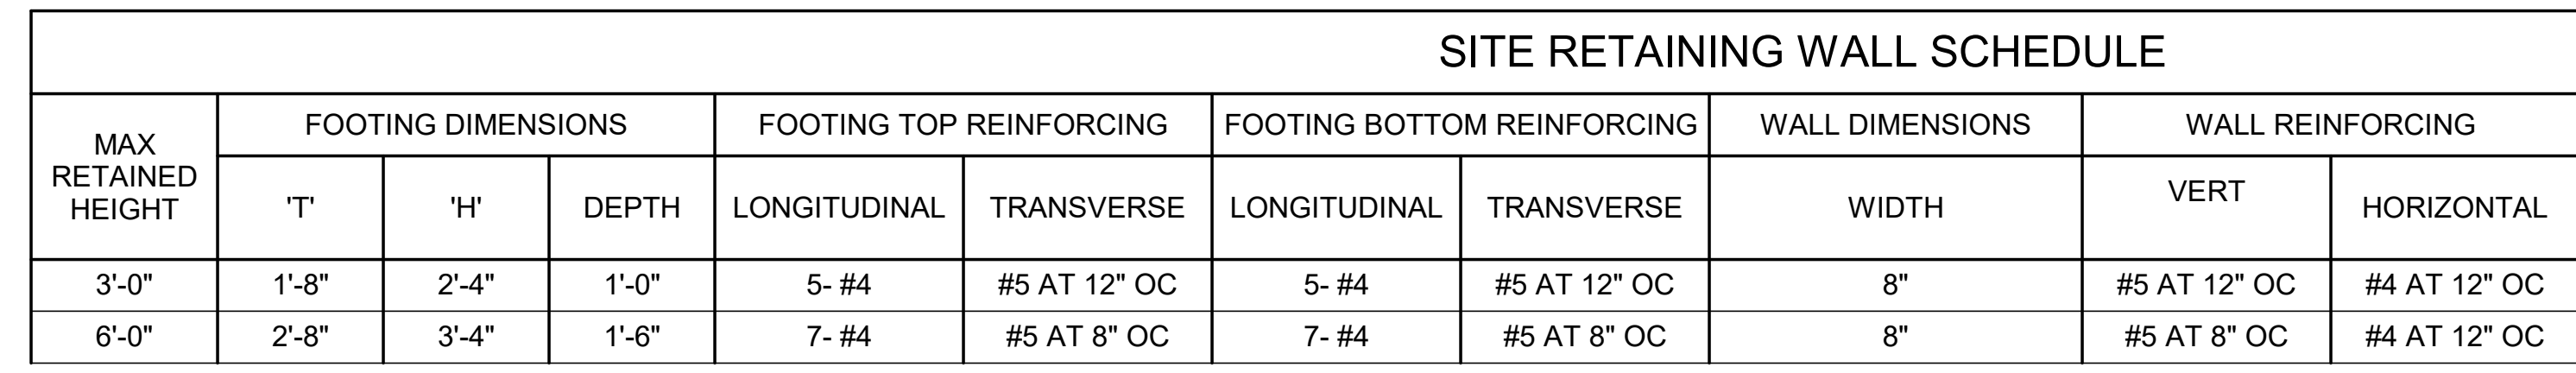 SITE RETAINING WALL SCHEDULE
MAX
RETAINED
HEIGHT
FOOTING DIMENSIONS
FOOTING TOP REINFORCING
FOOTING BOTTOM REINFORCING
WALL DIMENSIONS
WALL REINFORCING
'T'
'H'
DEPTH
LONGITUDINAL
TRANSVERSE
LONGITUDINAL
TRANSVERSE
WIDTH
VERT
HORIZONTAL
3'-0" 1'-8" 2'-4" 1'-0" 5- #4 #5 AT 12" OC 5- #4 #5 AT 12" OC 8" #5 AT 12" OC #4 AT 12" OC
6'-0" 2'-8" 3'-4" 1'-6" 7- #4 #5 AT 8" OC 7- #4 #5 AT 8" OC 8" #5 AT 8" OC #4 AT 12" OC